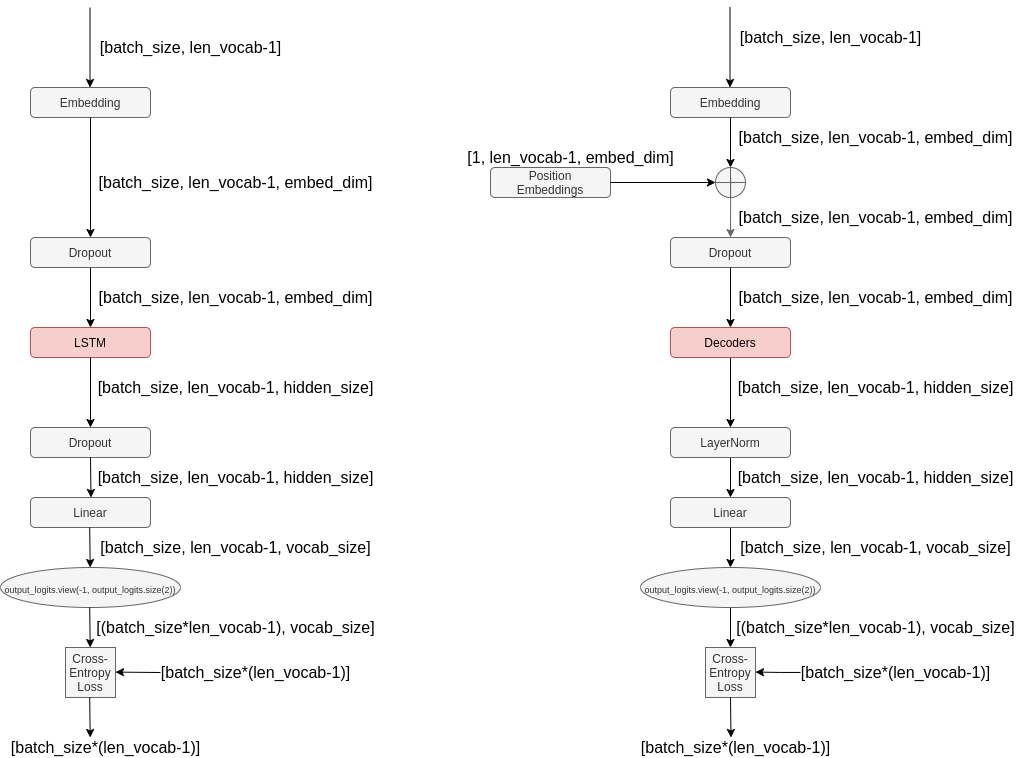 [batch_size, len_vocab-1]
Embedding
[batch_size, len_vocab-1, embed_dim]
Dropout
[batch_size, len_vocab-1, embed_dim]
LSTM
[batch_size, len_vocab-1, hidden_size]
Dropout
[batch_size, len_vocab-1, hidden_size]
Linear
[batch_size, len_vocab-1, vocab_size]
output_logits.view(-1, output_logits.size(2))
[(batch_size*len_vocab-1), vocab_size]
Cross-
Entropy
Loss
[batch_size*(len_vocab-1)]
[batch_size*(len_vocab-1)]
[batch_size, len_vocab-1]
Embedding
[batch_size, len_vocab-1, embed_dim]
[1, len_vocab-1, embed_dim]
Position
Embeddings
[batch_size, len_vocab-1, embed_dim]
Dropout
[batch_size, len_vocab-1, embed_dim]
Decoders
[batch_size, len_vocab-1, hidden_size]
LayerNorm
[batch_size, len_vocab-1, hidden_size]
Linear
[batch_size, len_vocab-1, vocab_size]
output_logits.view(-1, output_logits.size(2))
[(batch_size*len_vocab-1), vocab_size]
Cross-
Entropy
Loss
[batch_size*(len_vocab-1)]
[batch_size*(len_vocab-1)]